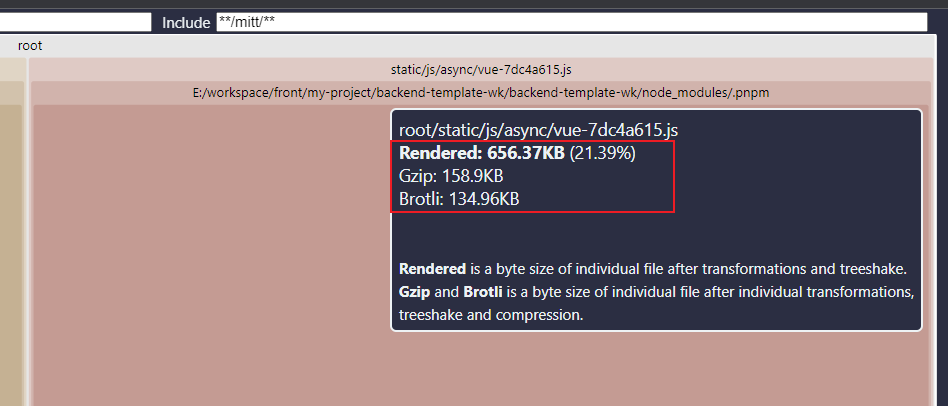 Include **/mitt/**
root
static/js/async/vue-7dc4a615.js
E:/workspace/front/my-project/backend-template-wk/backend-template-wk/node_modules/.pnpm
root/static/js/async/vue-7dc4a615.js
Rendered: 656.37KB (21.39%)
Gzip: 158.9KB
Brotli: 134.96KB
Rendered is a byte size of individual file after transformations and treeshake.
Gzip and Brotli is a byte size of individual file after individual transformations,
treeshake and compression.